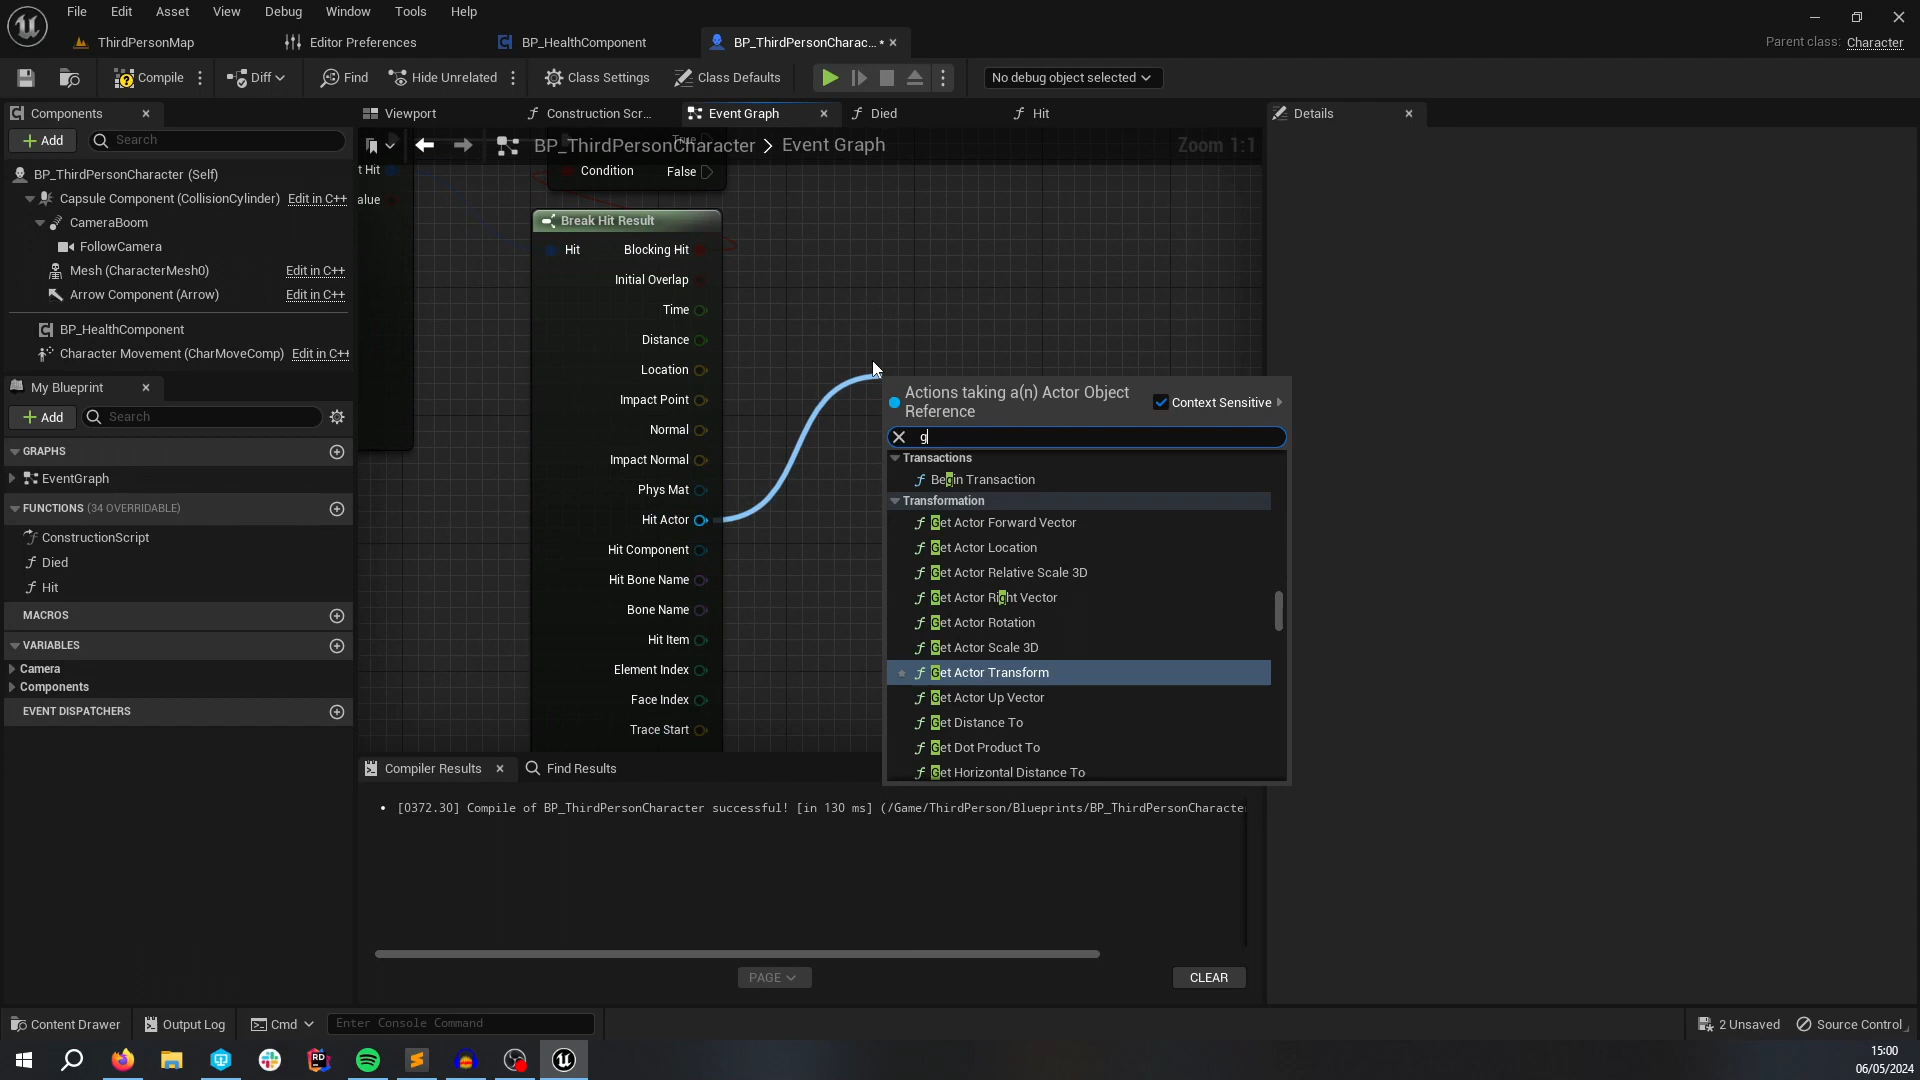 File Edit Asset View Debug Window Tools Help
ThirdPersonMap Editor Preferences BP_HealthComponent BP_ThirdPersonCharac... •
Parent class: Character
Compile Diff Find Hide Unrelated Class Settings Class Defaults No debug object selected
Components
Add Search
BP_ThirdPersonCharacter (Self)
Capsule Component (CollisionCylinder) Edit in C++
CameraBoom
FollowCamera
Mesh (CharacterMesh0) Edit in C++
Arrow Component (Arrow) Edit in C++
BP_HealthComponent
Character Movement (CharMoveComp) Edit in C++
My Blueprint
Add Search
GRAPHS
EventGraph
FUNCTIONS (34 OVERRIDABLE)
ConstructionScript
Died
Hit
MACROS
VARIABLES
Camera
Components
EVENT DISPATCHERS
Viewport Construction Scr... Event Graph Died Hit
BP_ThirdPersonCharacter > Event Graph
Zoom 1:1
True
Condition False
t Hit
alue
Break Hit Result
Hit Blocking Hit
Initial Overlap
Time
Distance
Location
Impact Point
Normal
Impact Normal
Phys Mat
Hit Actor
Hit Component
Hit Bone Name
Bone Name
Hit Item
Element Index
Face Index
Trace Start
Actions taking a(n) Actor Object
Reference
Context Sensitive
g
Transactions
Begin Transaction
Transformation
Get Actor Forward Vector
Get Actor Location
Get Actor Relative Scale 3D
Get Actor Right Vector
Get Actor Rotation
Get Actor Scale 3D
Get Actor Transform
Get Actor Up Vector
Get Distance To
Get Dot Product To
Get Horizontal Distance To
Details
Compiler Results Find Results
• [0372.30] Compile of BP_ThirdPersonCharacter successful! [in 130 ms] (/Game/ThirdPerson/Blueprints/BP_ThirdPersonCharacte
PAGE
CLEAR
Content Drawer Output Log Cmd Enter Console Command
2 Unsaved Source Control
15:00
06/05/2024